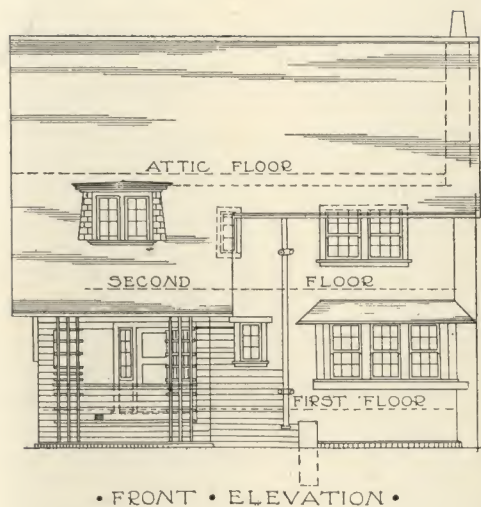 ATTIC FLOOR
SECOND FLOOR
FIRST FLOOR
• FRONT • ELEVATION •